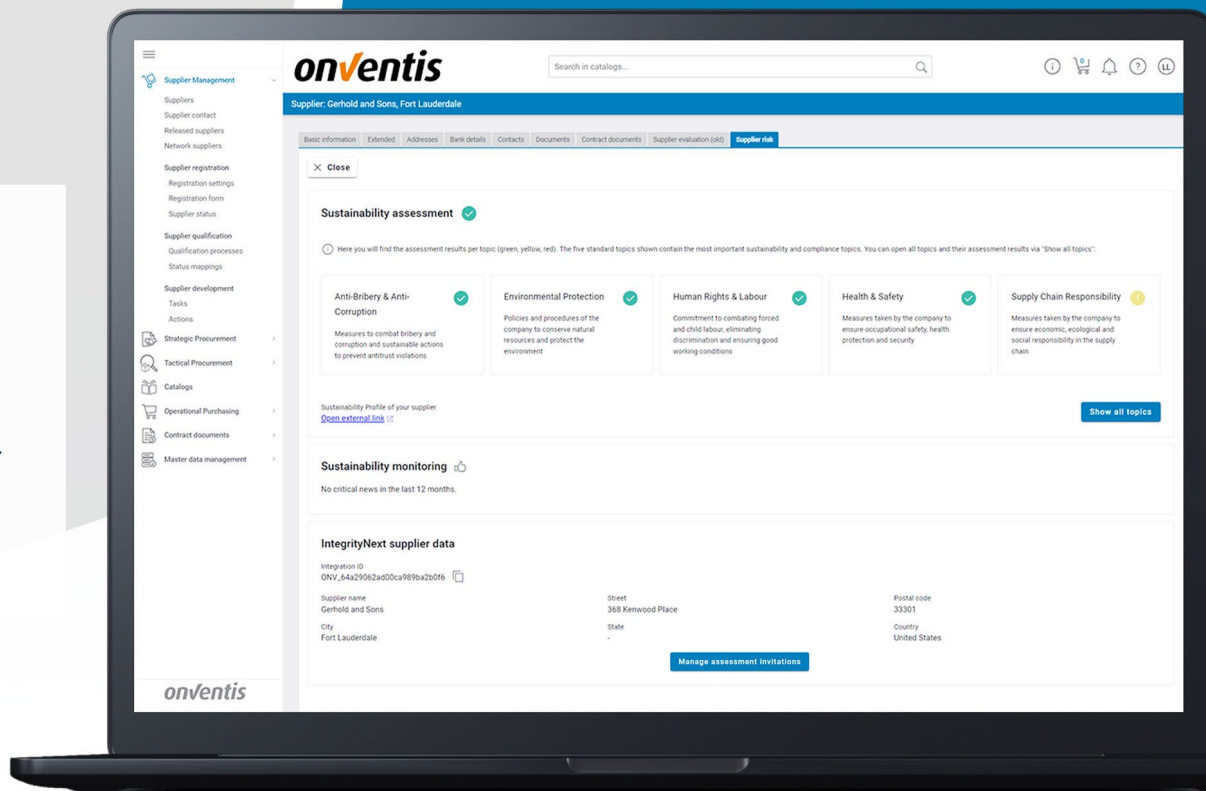 onventis
Search in catalogs...
0
LL
Supplier Management
Suppliers
Supplier contact
Released suppliers
Network suppliers
Supplier registration
Registration settings
Registration form
Supplier status
Supplier qualification
Qualification processes
Status mappings
Supplier development
Tasks
Actions
Strategic Procurement
Tactical Procurement
Catalogs
Operational Purchasing
Contract documents
Master data management
onventis
Supplier: Gerhold and Sons, Fort Lauderdale
Basic information Extended Addresses Bank details Contacts Documents Contract documents Supplier evaluation (old) Supplier risk
Close
Sustainability assessment
Here you will find the assessment results per topic (green, yellow, red). The five standard topics shown contain the most important sustainability and compliance topics. You can open all topics and their assessment results via "Show all topics":
Anti-Bribery & Anti-
Corruption
Measures to combat bribery and
corruption and sustainable actions
to prevent antitrust violations
Environmental Protection
Policies and procedures of the
company to conserve natural
resources and protect the
environment
Human Rights & Labour
Commitment to combating forced
and child labour, eliminating
discrimination and ensuring good
working conditions
Health & Safety
Measures taken by the company to
ensure occupational safety, health
protection and security
Supply Chain Responsibility
Measures taken by the company to
ensure economic, ecological and
social responsibility in the supply
chain
Sustainability Profile of your supplier
Open external link
Show all topics
Sustainability monitoring
No critical news in the last 12 months.
IntegrityNext supplier data
Integration ID
ONV_64a29062ad00ca989ba2b0f6
Supplier name Street Postal code
Gerhold and Sons 368 Kenwood Place 33301
City State Country
Fort Lauderdale - United States
Manage assessment invitations